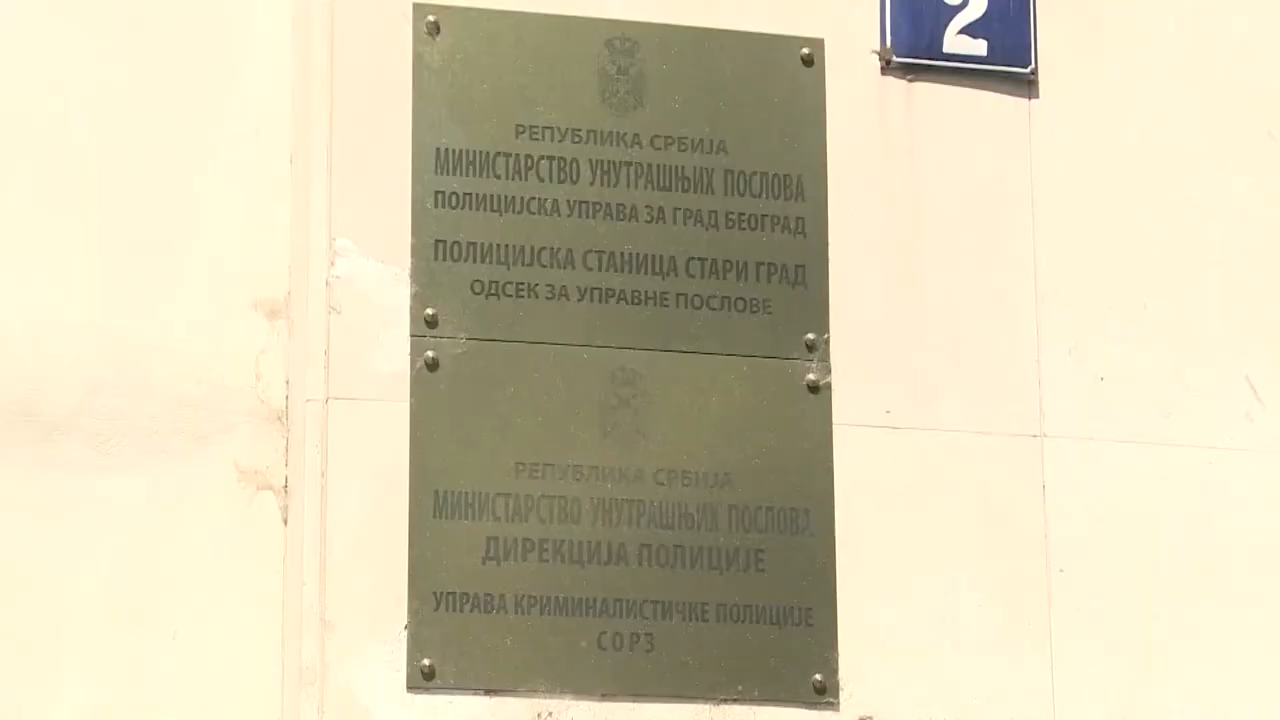 2
РЕПУБЛИКА СРБИЈА
МИНИСТАРСТВО УНУТРАШЊИХ ПОСЛОВА
ПОЛИЦИЈСКА УПРАВА ЗА ГРАД БЕОГРАД
ПОЛИЦИЈСКА СТАНИЦА СТАРИ ГРАД
ОДСЕК ЗА УПРАВНЕ ПОСЛОВЕ
РЕПУБЛИКА СРБИЈА
МИНИСТАРСТВО УНУТРАШЊИХ ПОСЛОВА
ДИРЕКЦИЈА ПОЛИЦИЈЕ
УПРАВА КРИМИНАЛИСТИЧКЕ ПОЛИЦИЈЕ
СОРЗ